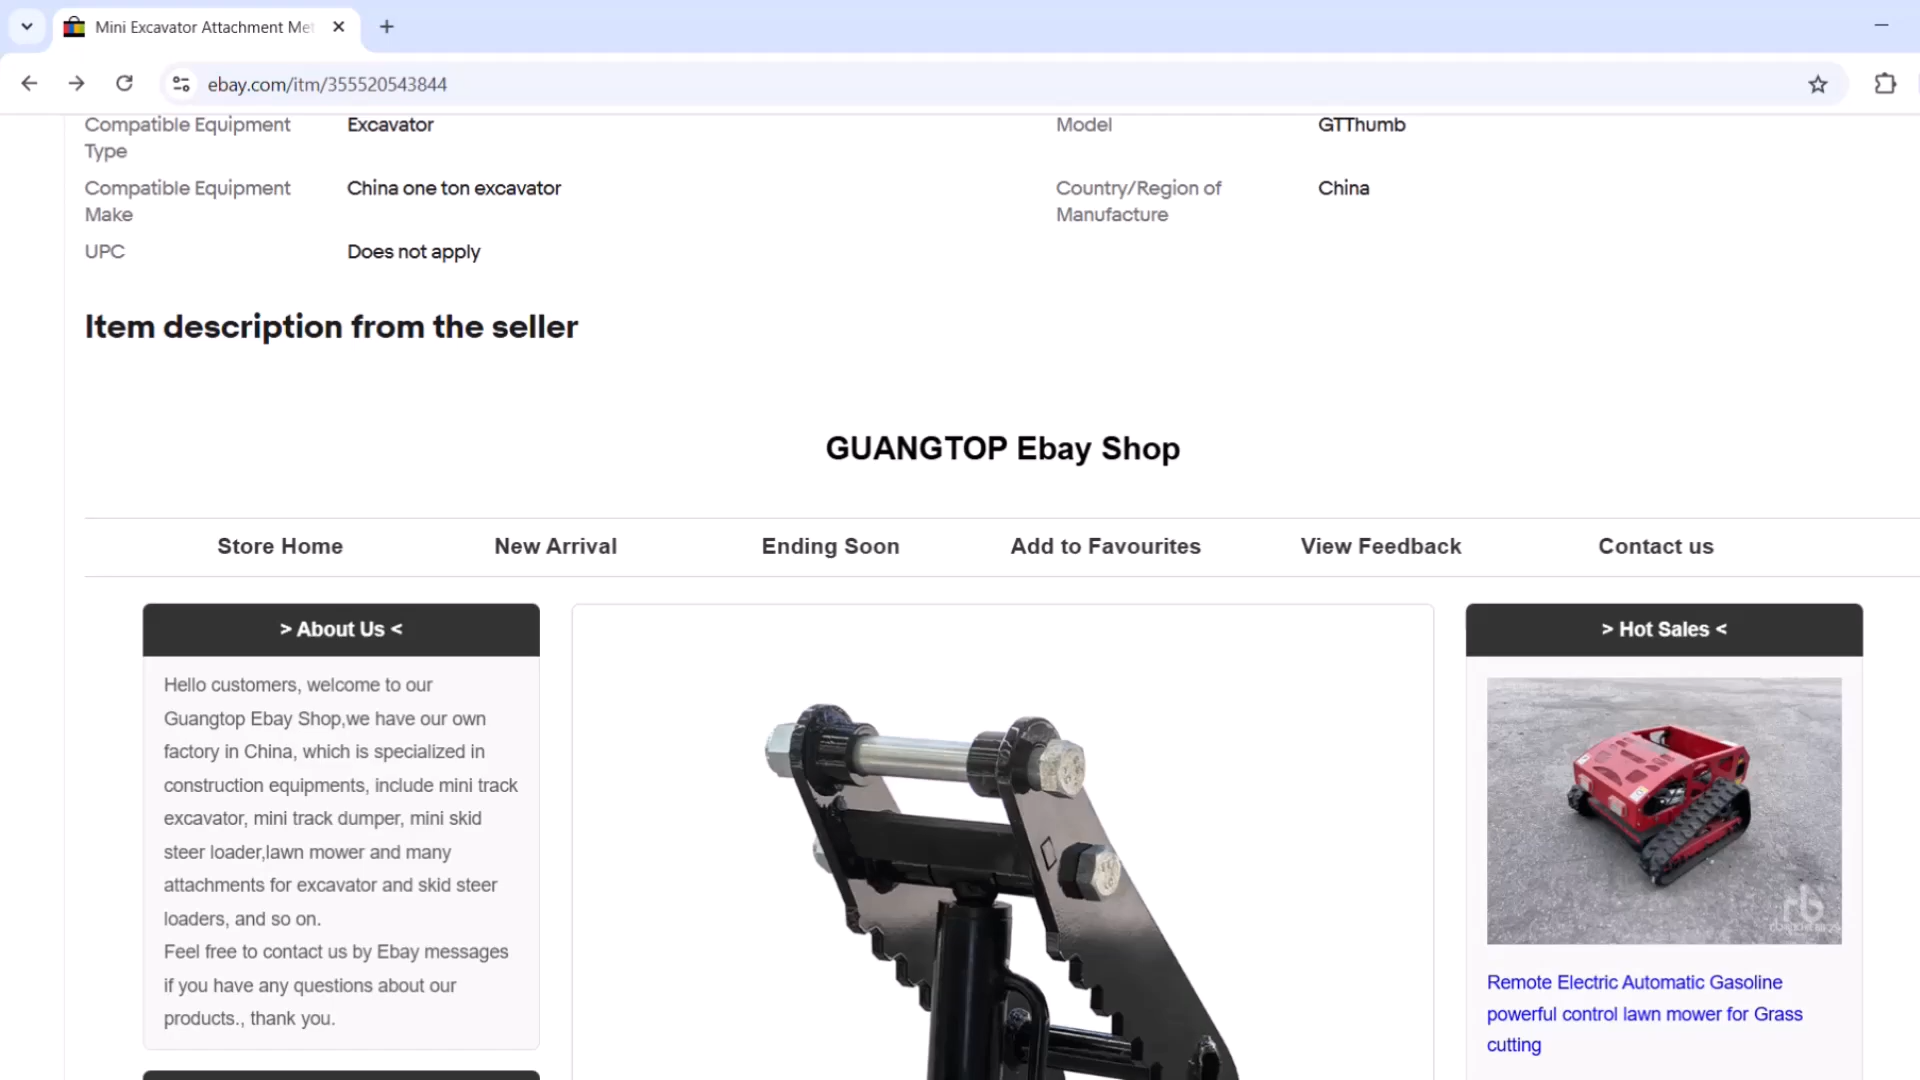 Mini Excavator Attachment Met
ebay.com/itm/355520543844
Compatible Equipment Type
Excavator
Model
GTThumb
Compatible Equipment Make
China one ton excavator
Country/Region of Manufacture
China
UPC
Does not apply
Item description from the seller
GUANGTOP Ebay Shop
Store Home
New Arrival
Ending Soon
Add to Favourites
View Feedback
Contact us
> About Us <
Hello customers, welcome to our
Guangtop Ebay Shop,we have our own
factory in China, which is specialized in
construction equipments, include mini track
excavator, mini track dumper, mini skid
steer loader,lawn mower and many
attachments for excavator and skid steer
loaders, and so on.
Feel free to contact us by Ebay messages
if you have any questions about our
products., thank you.
> Hot Sales <
rb
Remote Electric Automatic Gasoline
powerful control lawn mower for Grass
cutting